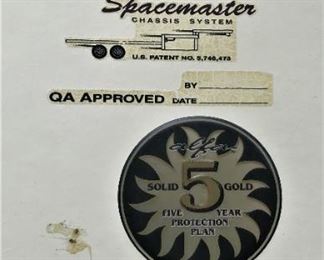 Spacemaster
CHASSIS SYSTEM
U.S. PATENT NO. 5,746,473
BY
QA APPROVED DATE
alfa
SOLID 5 GOLD
FIVE YEAR
PROTECTION
PLAN